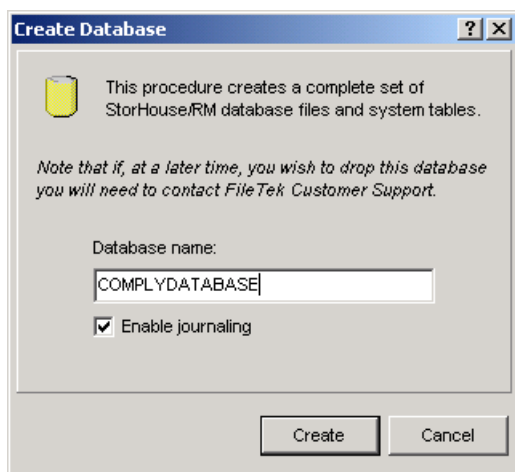 Create Database
This procedure creates a complete set of
StorHouse/RM database files and system tables.
Note that if, at a later time, you wish to drop this database
you will need to contact FileTek Customer Support.
Database name:
COMPLYDATABASE
Enable journaling
Create Cancel